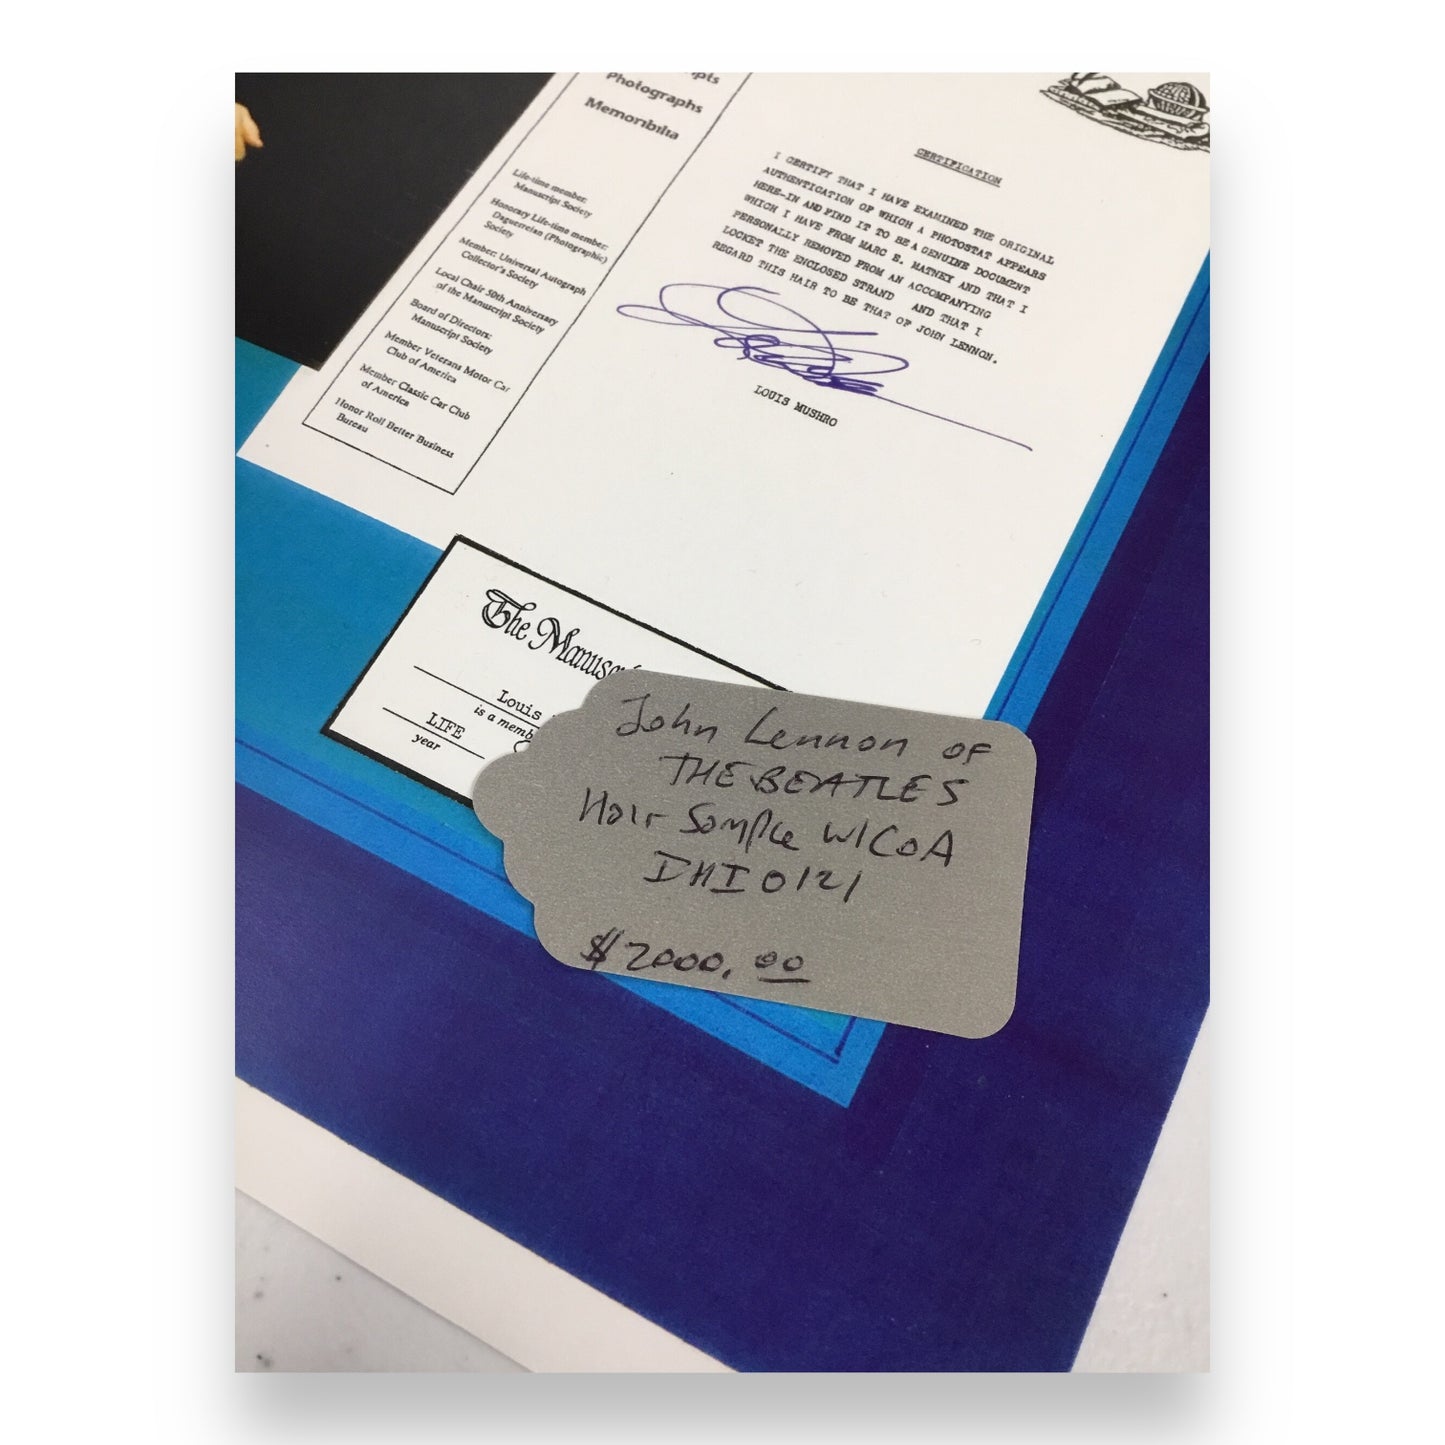 Photographs
Memoribilia
Life-time member:
Manuscript Society
Honorary Life-time member:
Daguerreian (Photographic)
Society
Member: Universal Autograph
Collector's Society
Local Chair 50th Anniversary
of the Manuscript Society
Board of Directors:
Manuscript Society
Member Veterans Motor Car
Club of America
Member Classic Car Club
of America
Honor Roll Better Business
Bureau
CERTIFICATION
I CERTIFY THAT I HAVE EXAMINED THE ORIGINAL
AUTHENTICATION OF WHICH A PHOTOSTAT APPEARS
HERE-IN AND FIND IT TO BE A GENUINE DOCUMENT
WHICH I HAVE FROM MARC E. MATNEY AND THAT I
PERSONALLY REMOVED FROM AN ACCOMPANYING
LOCKET THE ENCLOSED STRAND AND THAT I
REGARD THIS HAIR TO BE THAT OF JOHN LENNON.
LOUIS MUSHRO
The
Louis
is a
LIFE
year
John Lennon OF
THE BEATLES
Hair Sample W/COA
DHI0121
$2000.00